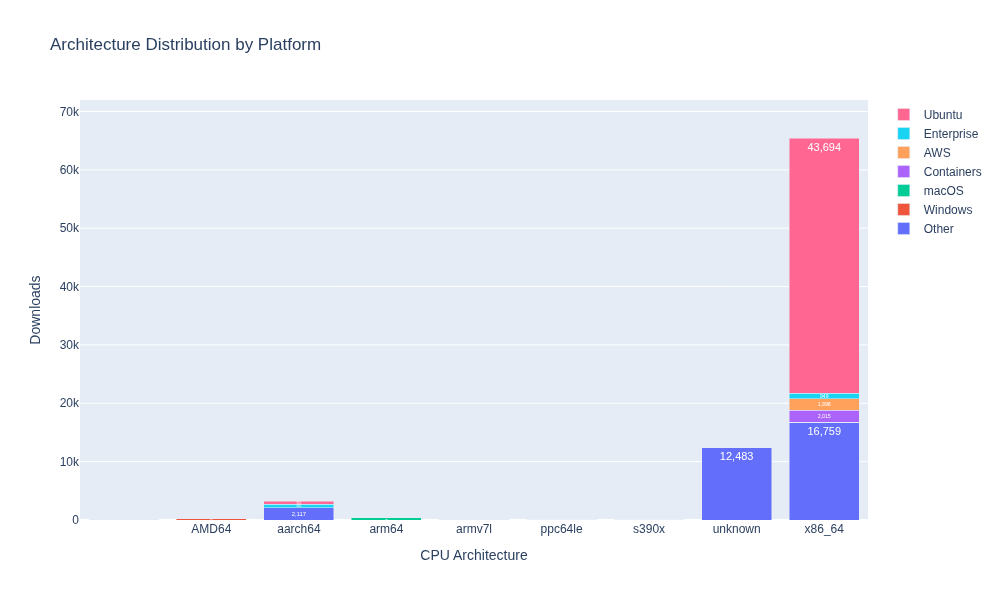 Architecture Distribution by Platform
70k
60k
50k
40k
30k
20k
10k
0
Downloads
43,694
2,015
16,759
12,483
2,117
AMD64
aarch64
arm64
armv7l
ppc64le
s390x
unknown
x86_64
CPU Architecture
Ubuntu
Enterprise
AWS
Containers
macOS
Windows
Other